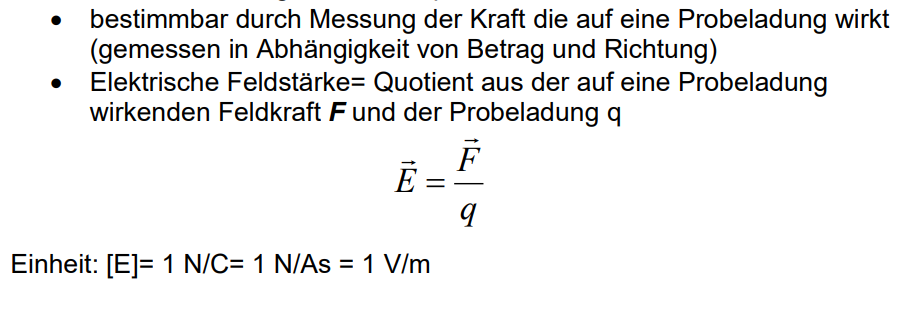 • bestimmbar durch Messung der Kraft die auf eine Probeladung wirkt
(gemessen in Abhängigkeit von Betrag und Richtung)
• Elektrische Feldstärke= Quotient aus der auf eine Probeladung
wirkenden Feldkraft F und der Probeladung q
$\vec{E} = \frac{\vec{F}}{q}$
Einheit: [E]= 1 N/C= 1 N/As = 1 V/m